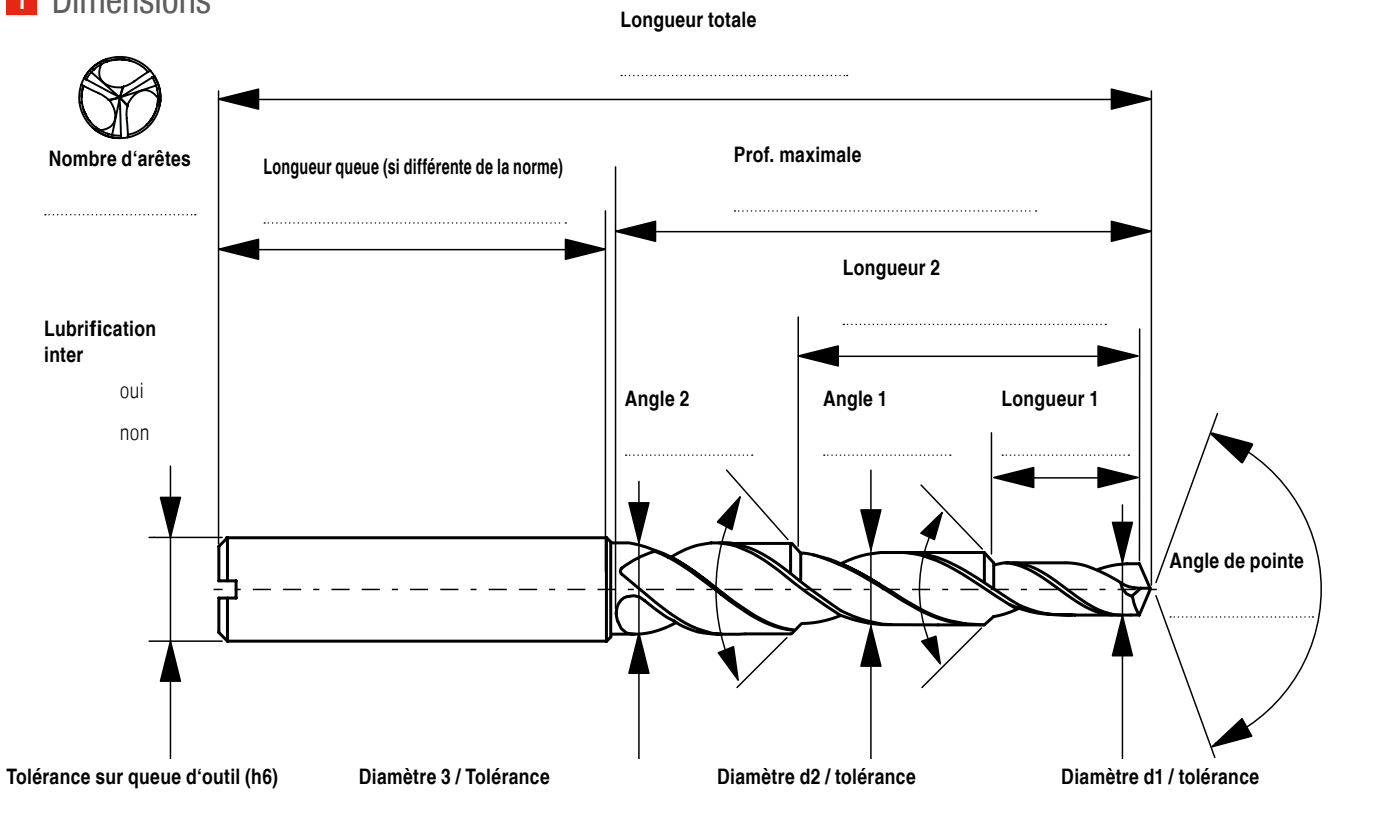 1 Dimensions
Longueur totale
Nombre d‘arêtes
Longueur queue (si différente de la norme)
Prof. maximale
Longueur 2
Lubrification
inter
oui
non
Angle 2
Angle 1
Longueur 1
Angle de pointe
Tolérance sur queue d‘outil (h6)
Diamètre 3 / Tolérance
Diamètre d2 / tolérance
Diamètre d1 / tolérance